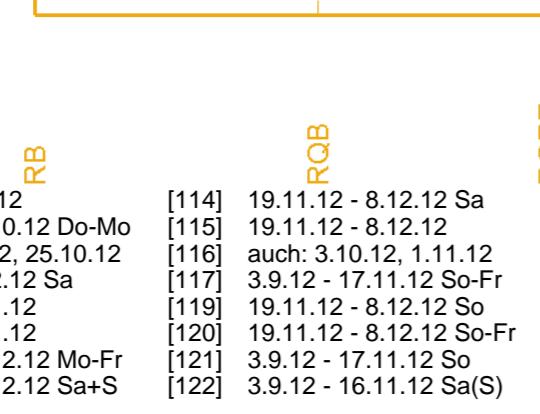 RB
RQB
12 [114] 19.11.12 - 8.12.12 Sa
0.12 Do-Mo [115] 19.11.12 - 8.12.12
2, 25.10.12 [116] auch: 3.10.12, 1.11.12
.12 Sa [117] 3.9.12 - 17.11.12 So-Fr
.12 [119] 19.11.12 - 8.12.12 So
.12 [120] 19.11.12 - 8.12.12 So-Fr
2.12 Mo-Fr [121] 3.9.12 - 17.11.12 So
2.12 Sa+S [122] 3.9.12 - 16.11.12 Sa(S)